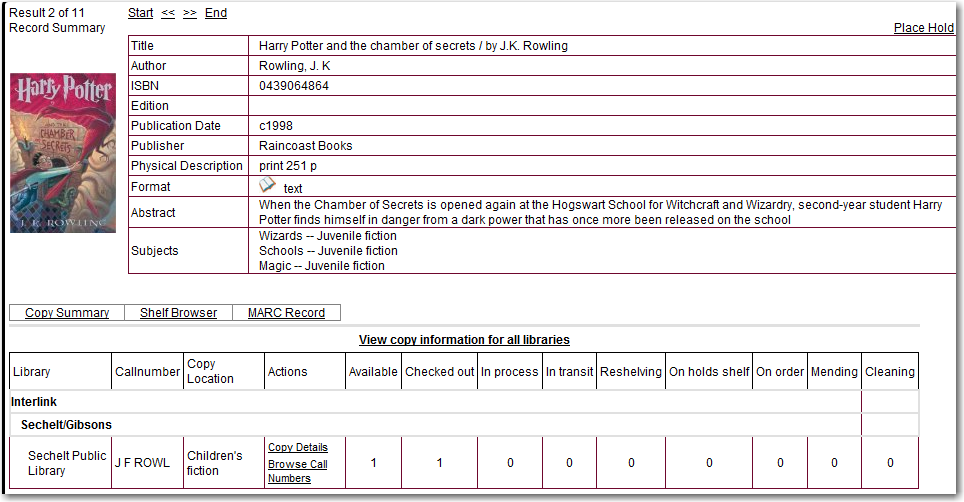 Result 2 of 11
Start << >> End
Record Summary
Place Hold
Harry Potter
AND THE
CHAMBER
OF
SECRETS
J. K. ROWLING
Title Harry Potter and the chamber of secrets / by J.K. Rowling
Author Rowling, J. K
ISBN 0439064864
Edition
Publication Date c1998
Publisher Raincoast Books
Physical Description print 251 p
Format text
Abstract When the Chamber of Secrets is opened again at the Hogswart School for Witchcraft and Wizardry, second-year student Harry
Potter finds himself in danger from a dark power that has once more been released on the school
Subjects Wizards -- Juvenile fiction
Schools -- Juvenile fiction
Magic -- Juvenile fiction
Copy Summary Shelf Browser MARC Record
View copy information for all libraries
Library Callnumber Copy Location Actions Available Checked out In process In transit Reshelving On holds shelf On order Mending Cleaning
Interlink
Sechelt/Gibsons
Sechelt Public Library J F ROWL Children's fiction Copy Details Browse Call Numbers 1 1 0 0 0 0 0 0 0